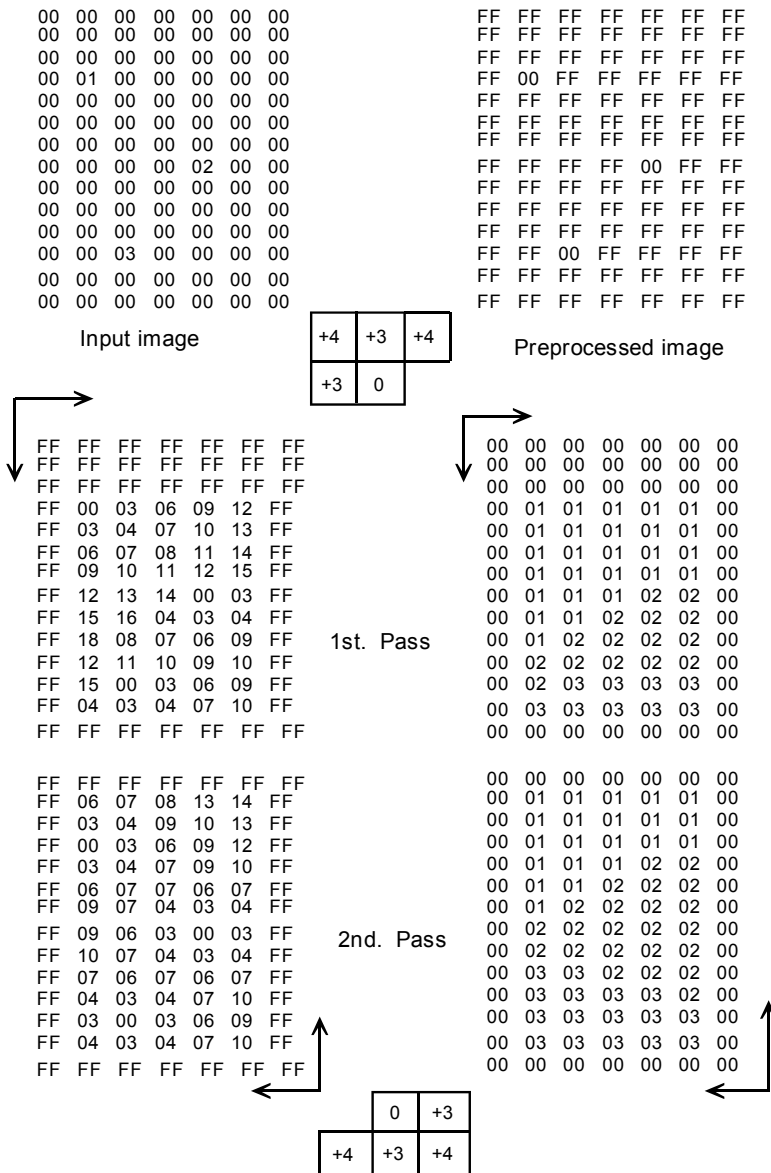 00 00 00 00 00 00 00
00 00 00 00 00 00 00
00 00 00 00 00 00 00
00 01 00 00 00 00 00
00 00 00 00 00 00 00
00 00 00 00 00 00 00
00 00 00 00 00 00 00
00 00 00 00 02 00 00
00 00 00 00 00 00 00
00 00 00 00 00 00 00
00 00 00 00 00 00 00
00 00 03 00 00 00 00
00 00 00 00 00 00 00
00 00 00 00 00 00 00
Input image
FF FF FF FF FF FF FF
FF FF FF FF FF FF FF
FF FF FF FF FF FF FF
FF 00 FF FF FF FF FF
FF FF FF FF FF FF FF
FF FF FF FF FF FF FF
FF FF FF FF FF FF FF
FF FF FF FF 00 FF FF
FF FF FF FF FF FF FF
FF FF FF FF FF FF FF
FF FF FF FF FF FF FF
FF FF 00 FF FF FF FF
FF FF FF FF FF FF FF
FF FF FF FF FF FF FF
Preprocessed image
+4 +3 +4
+3 0
FF FF FF FF FF FF FF
FF FF FF FF FF FF FF
FF FF FF FF FF FF FF
FF 00 03 06 09 12 FF
FF 03 04 07 10 13 FF
FF 06 07 08 11 14 FF
FF 09 10 11 12 15 FF
FF 12 13 14 00 03 FF
FF 15 16 04 03 04 FF
FF 18 08 07 06 09 FF
FF 12 11 10 09 10 FF
FF 15 00 03 06 09 FF
FF 04 03 04 07 10 FF
FF FF FF FF FF FF FF
1st. Pass
00 00 00 00 00 00 00
00 00 00 00 00 00 00
00 00 00 00 00 00 00
00 01 01 01 01 01 00
00 01 01 01 01 01 00
00 01 01 01 01 01 00
00 01 01 01 01 01 00
00 01 01 01 02 02 00
00 01 01 02 02 02 00
00 01 02 02 02 02 00
00 02 02 02 02 02 00
00 02 03 03 03 03 00
00 03 03 03 03 03 00
00 00 00 00 00 00 00
FF FF FF FF FF FF FF
FF 06 07 08 13 14 FF
FF 03 04 09 10 13 FF
FF 00 03 06 09 12 FF
FF 03 04 07 09 10 FF
FF 06 07 07 06 07 FF
FF 09 07 04 03 04 FF
FF 09 06 03 00 03 FF
FF 10 07 04 03 04 FF
FF 07 06 07 06 07 FF
FF 04 03 04 07 10 FF
FF 03 00 03 06 09 FF
FF 04 03 04 07 10 FF
FF FF FF FF FF FF FF
2nd. Pass
00 00 00 00 00 00 00
00 01 01 01 01 01 00
00 01 01 01 01 01 00
00 01 01 01 01 01 00
00 01 01 01 02 02 00
00 01 01 02 02 02 00
00 01 02 02 02 02 00
00 02 02 02 02 02 00
00 02 02 02 02 02 00
00 03 03 02 02 02 00
00 03 03 03 03 02 00
00 03 03 03 03 03 00
00 03 03 03 03 03 00
00 00 00 00 00 00 00
0 +3
+4 +3 +4